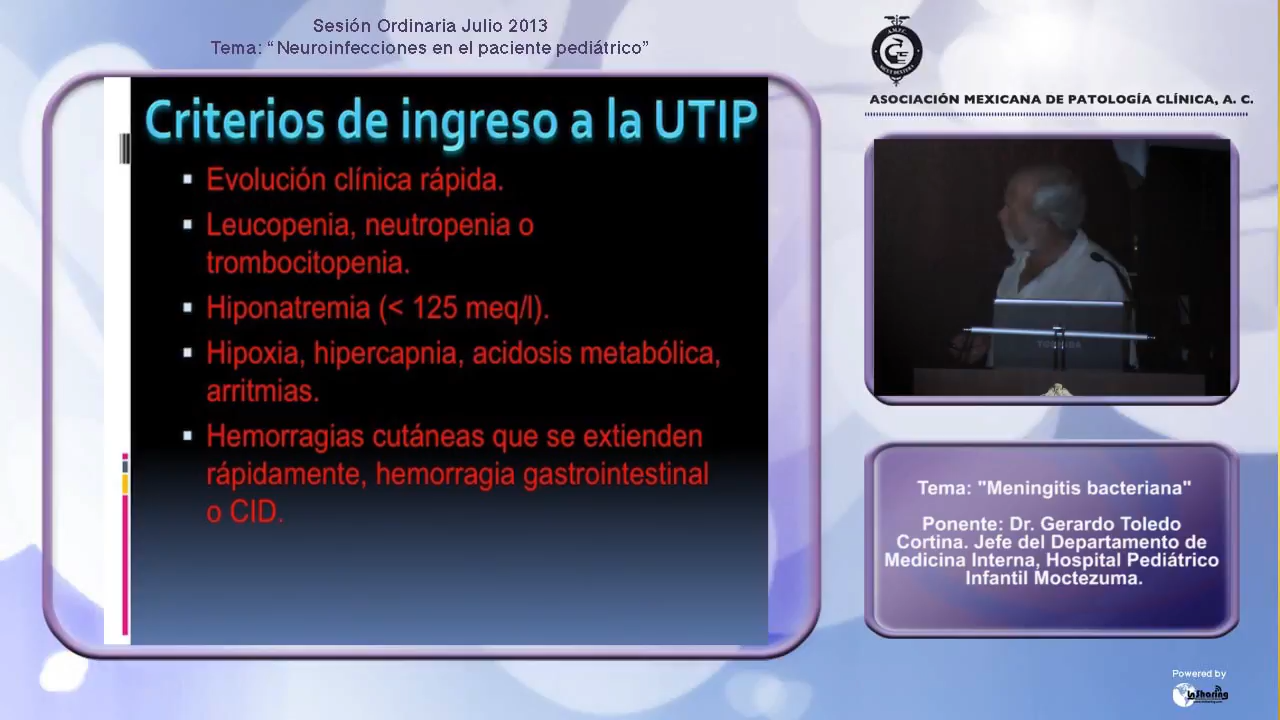 Sesión Ordinaria Julio 2013
Tema: “Neuroinfecciones en el paciente pediátrico”
ASOCIACIÓN MEXICANA DE PATOLOGÍA CLÍNICA, A. C.
Criterios de ingreso a la UTIP
Evolución clínica rápida.
Leucopenia, neutropenia o
trombocitopenia.
Hiponatremia (< 125 meq/l).
Hipoxia, hipercapnia, acidosis metabólica,
arritmias.
Hemorragias cutáneas que se extienden
rápidamente, hemorragia gastrointestinal
o CID.
TOSHIBA
Tema: "Meningitis bacteriana"
Ponente: Dr. Gerardo Toledo
Cortina. Jefe del Departamento de
Medicina Interna, Hospital Pediátrico
Infantil Moctezuma.
Powered by